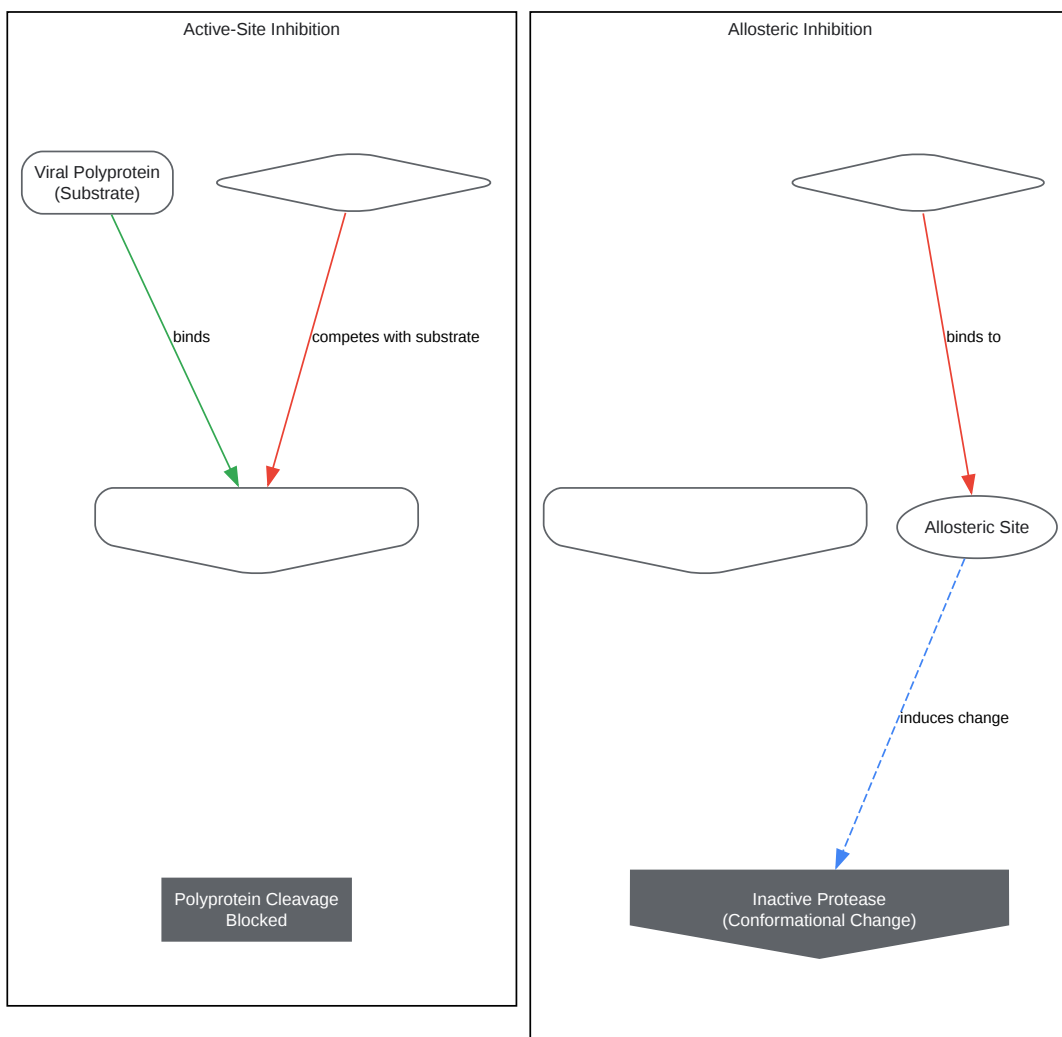 Active-Site Inhibition
Viral Polyprotein
(Substrate)
binds
competes with substrate
Polyprotein Cleavage
Blocked
Allosteric Inhibition
binds to
Allosteric Site
induces change
Inactive Protease
(Conformational Change)